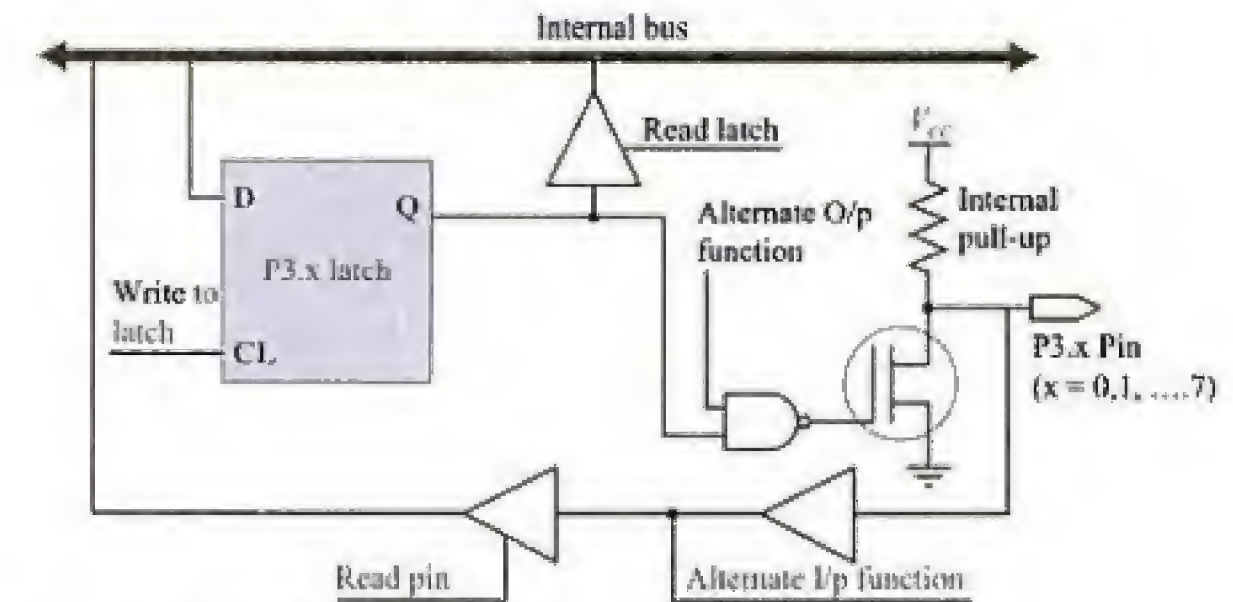 Internal bus
Read latch
Vcc
Internal
pull-up
Alternate O/p
function
D
Q
P3.x latch
Write to
latch
CL
P3.x Pin
(x = 0,1, ....7)
Read pin
Alternate I/p function